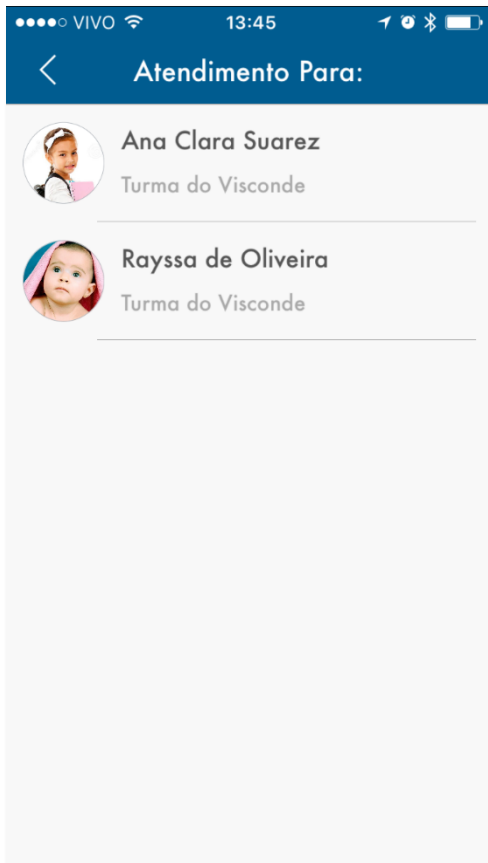 VIVO 13:45
Atendimento Para:
Ana Clara Suarez
Turma do Visconde
Rayssa de Oliveira
Turma do Visconde